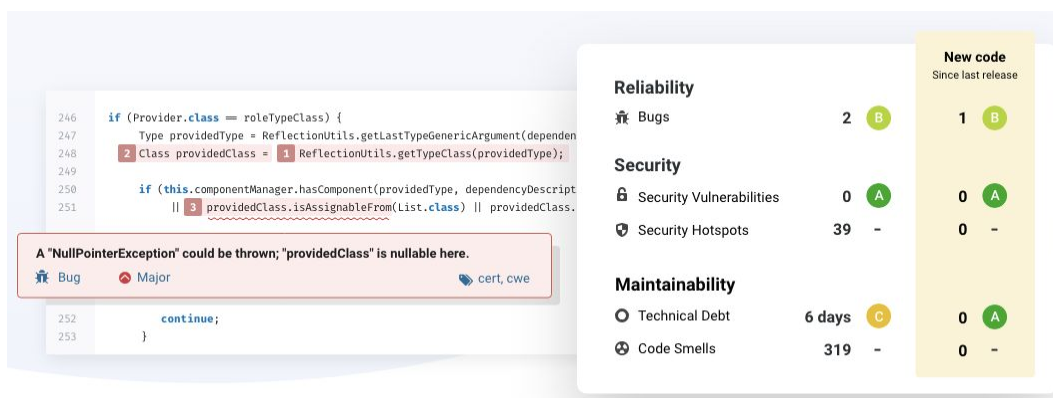 246 if (Provider.class == roleTypeClass) {
247 Type providedType = ReflectionUtils.getLastTypeGenericArgument(dependen
248 2 Class providedClass = 1 ReflectionUtils.getTypeClass(providedType);
249
250 if (this.componentManager.hasComponent(providedType, dependencyDescript
251 || 3 providedClass.isAssignableFrom(List.class) || providedClass.
A "NullPointerException" could be thrown; "providedClass" is nullable here.
Bug Major cert, cwe
252 continue;
253 }
New code
Since last release
Reliability
Bugs 2 B 1 B
Security
Security Vulnerabilities 0 A 0 A
Security Hotspots 39 - 0 -
Maintainability
Technical Debt 6 days C 0 A
Code Smells 319 - 0 -